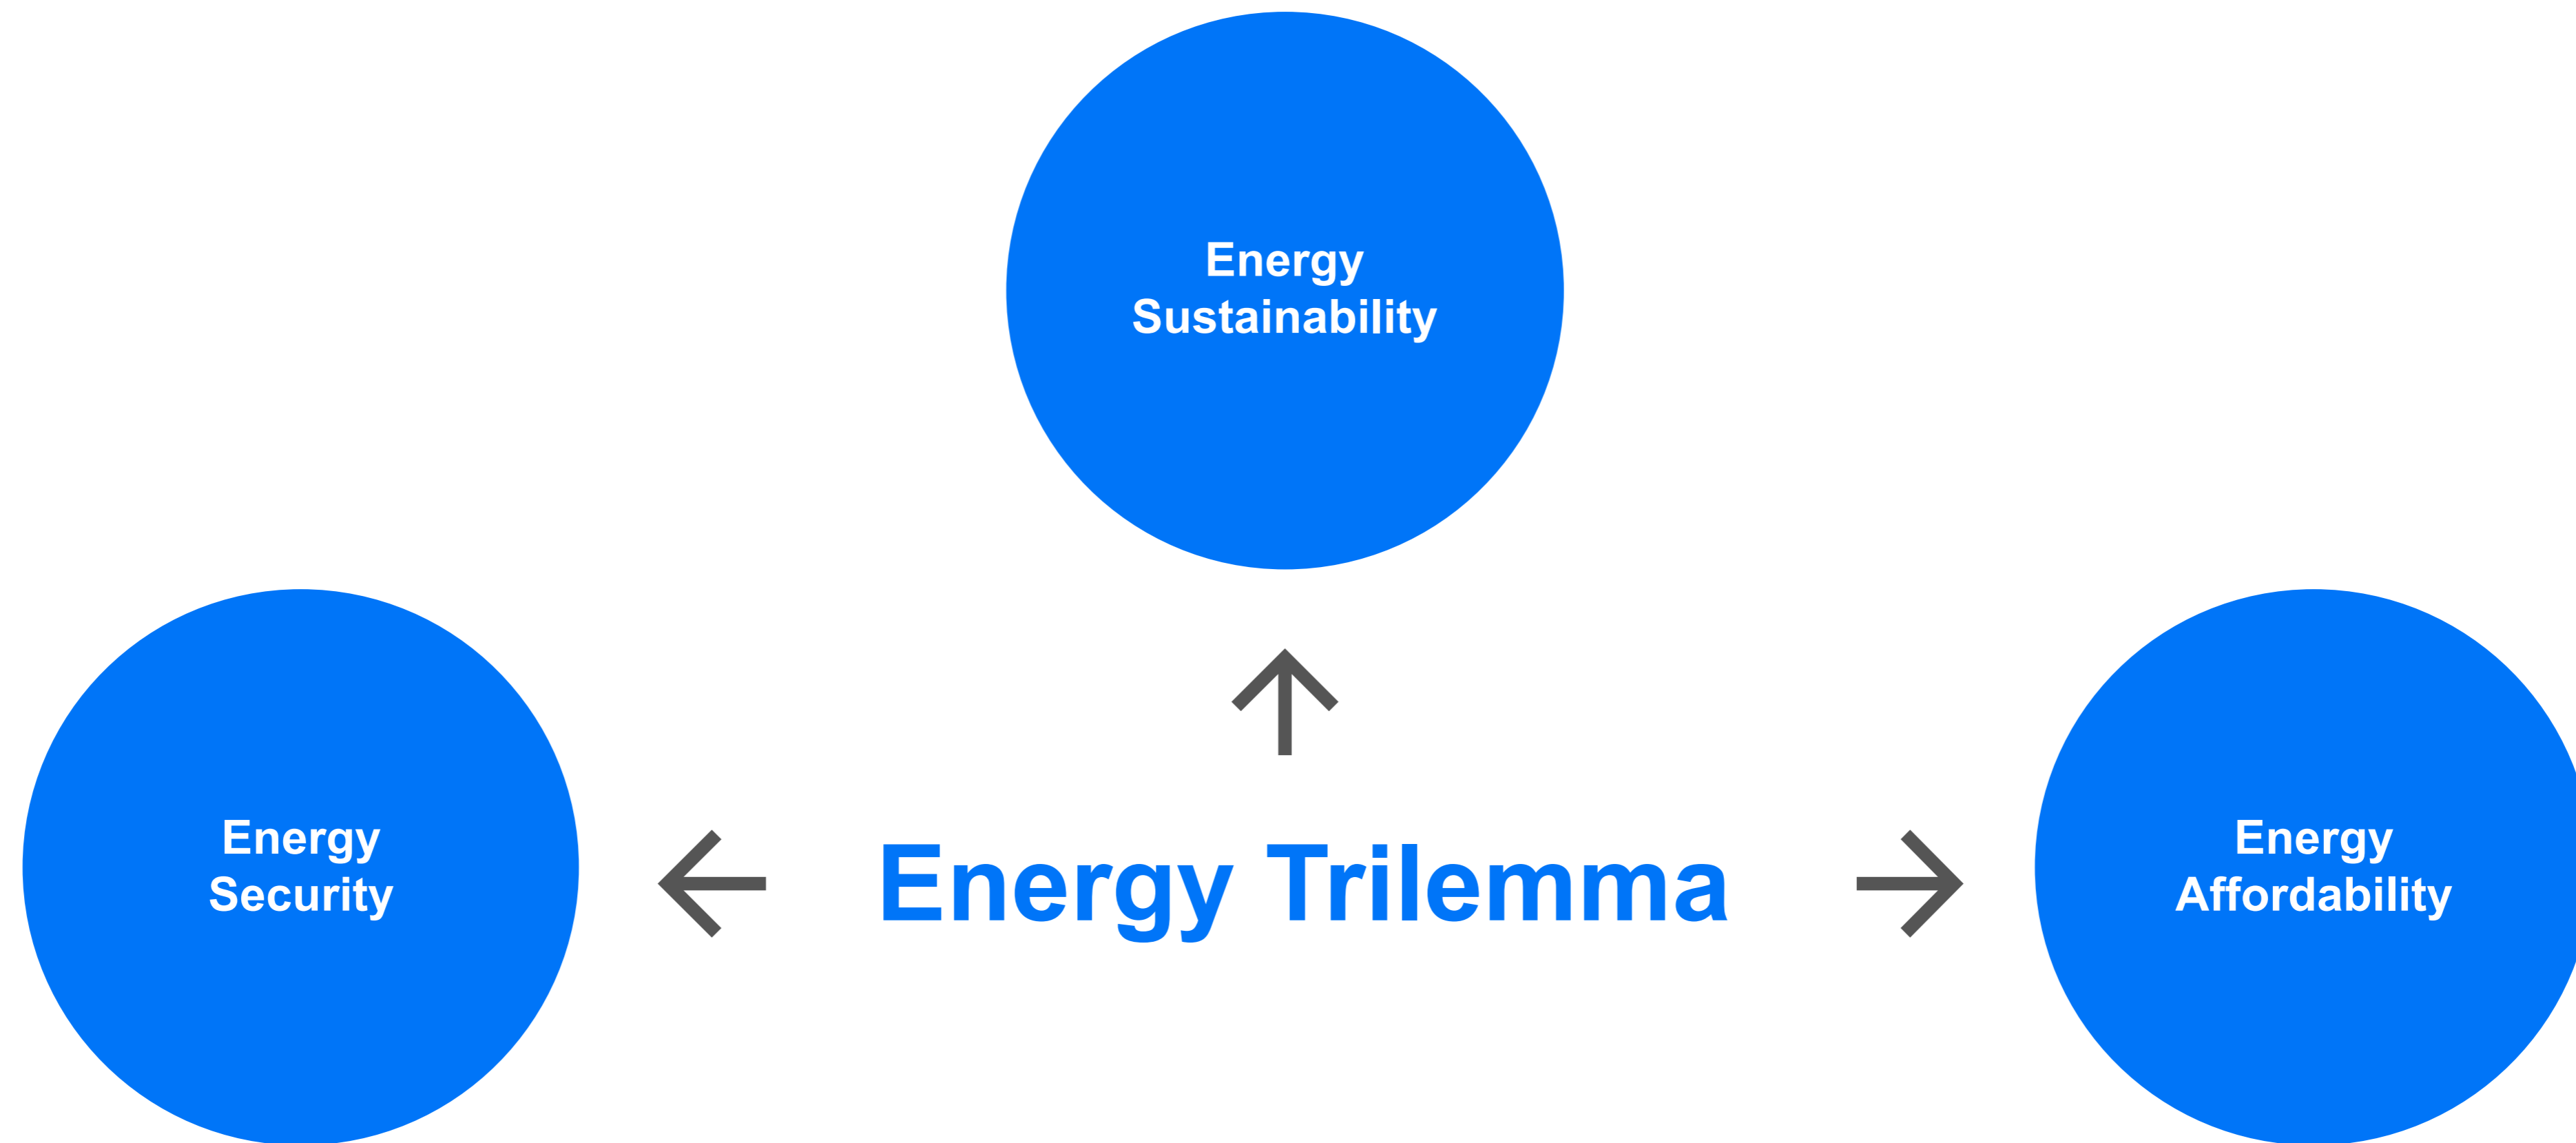 Energy
Sustainability
Energy
Security
Energy Trilemma
Energy
Affordability